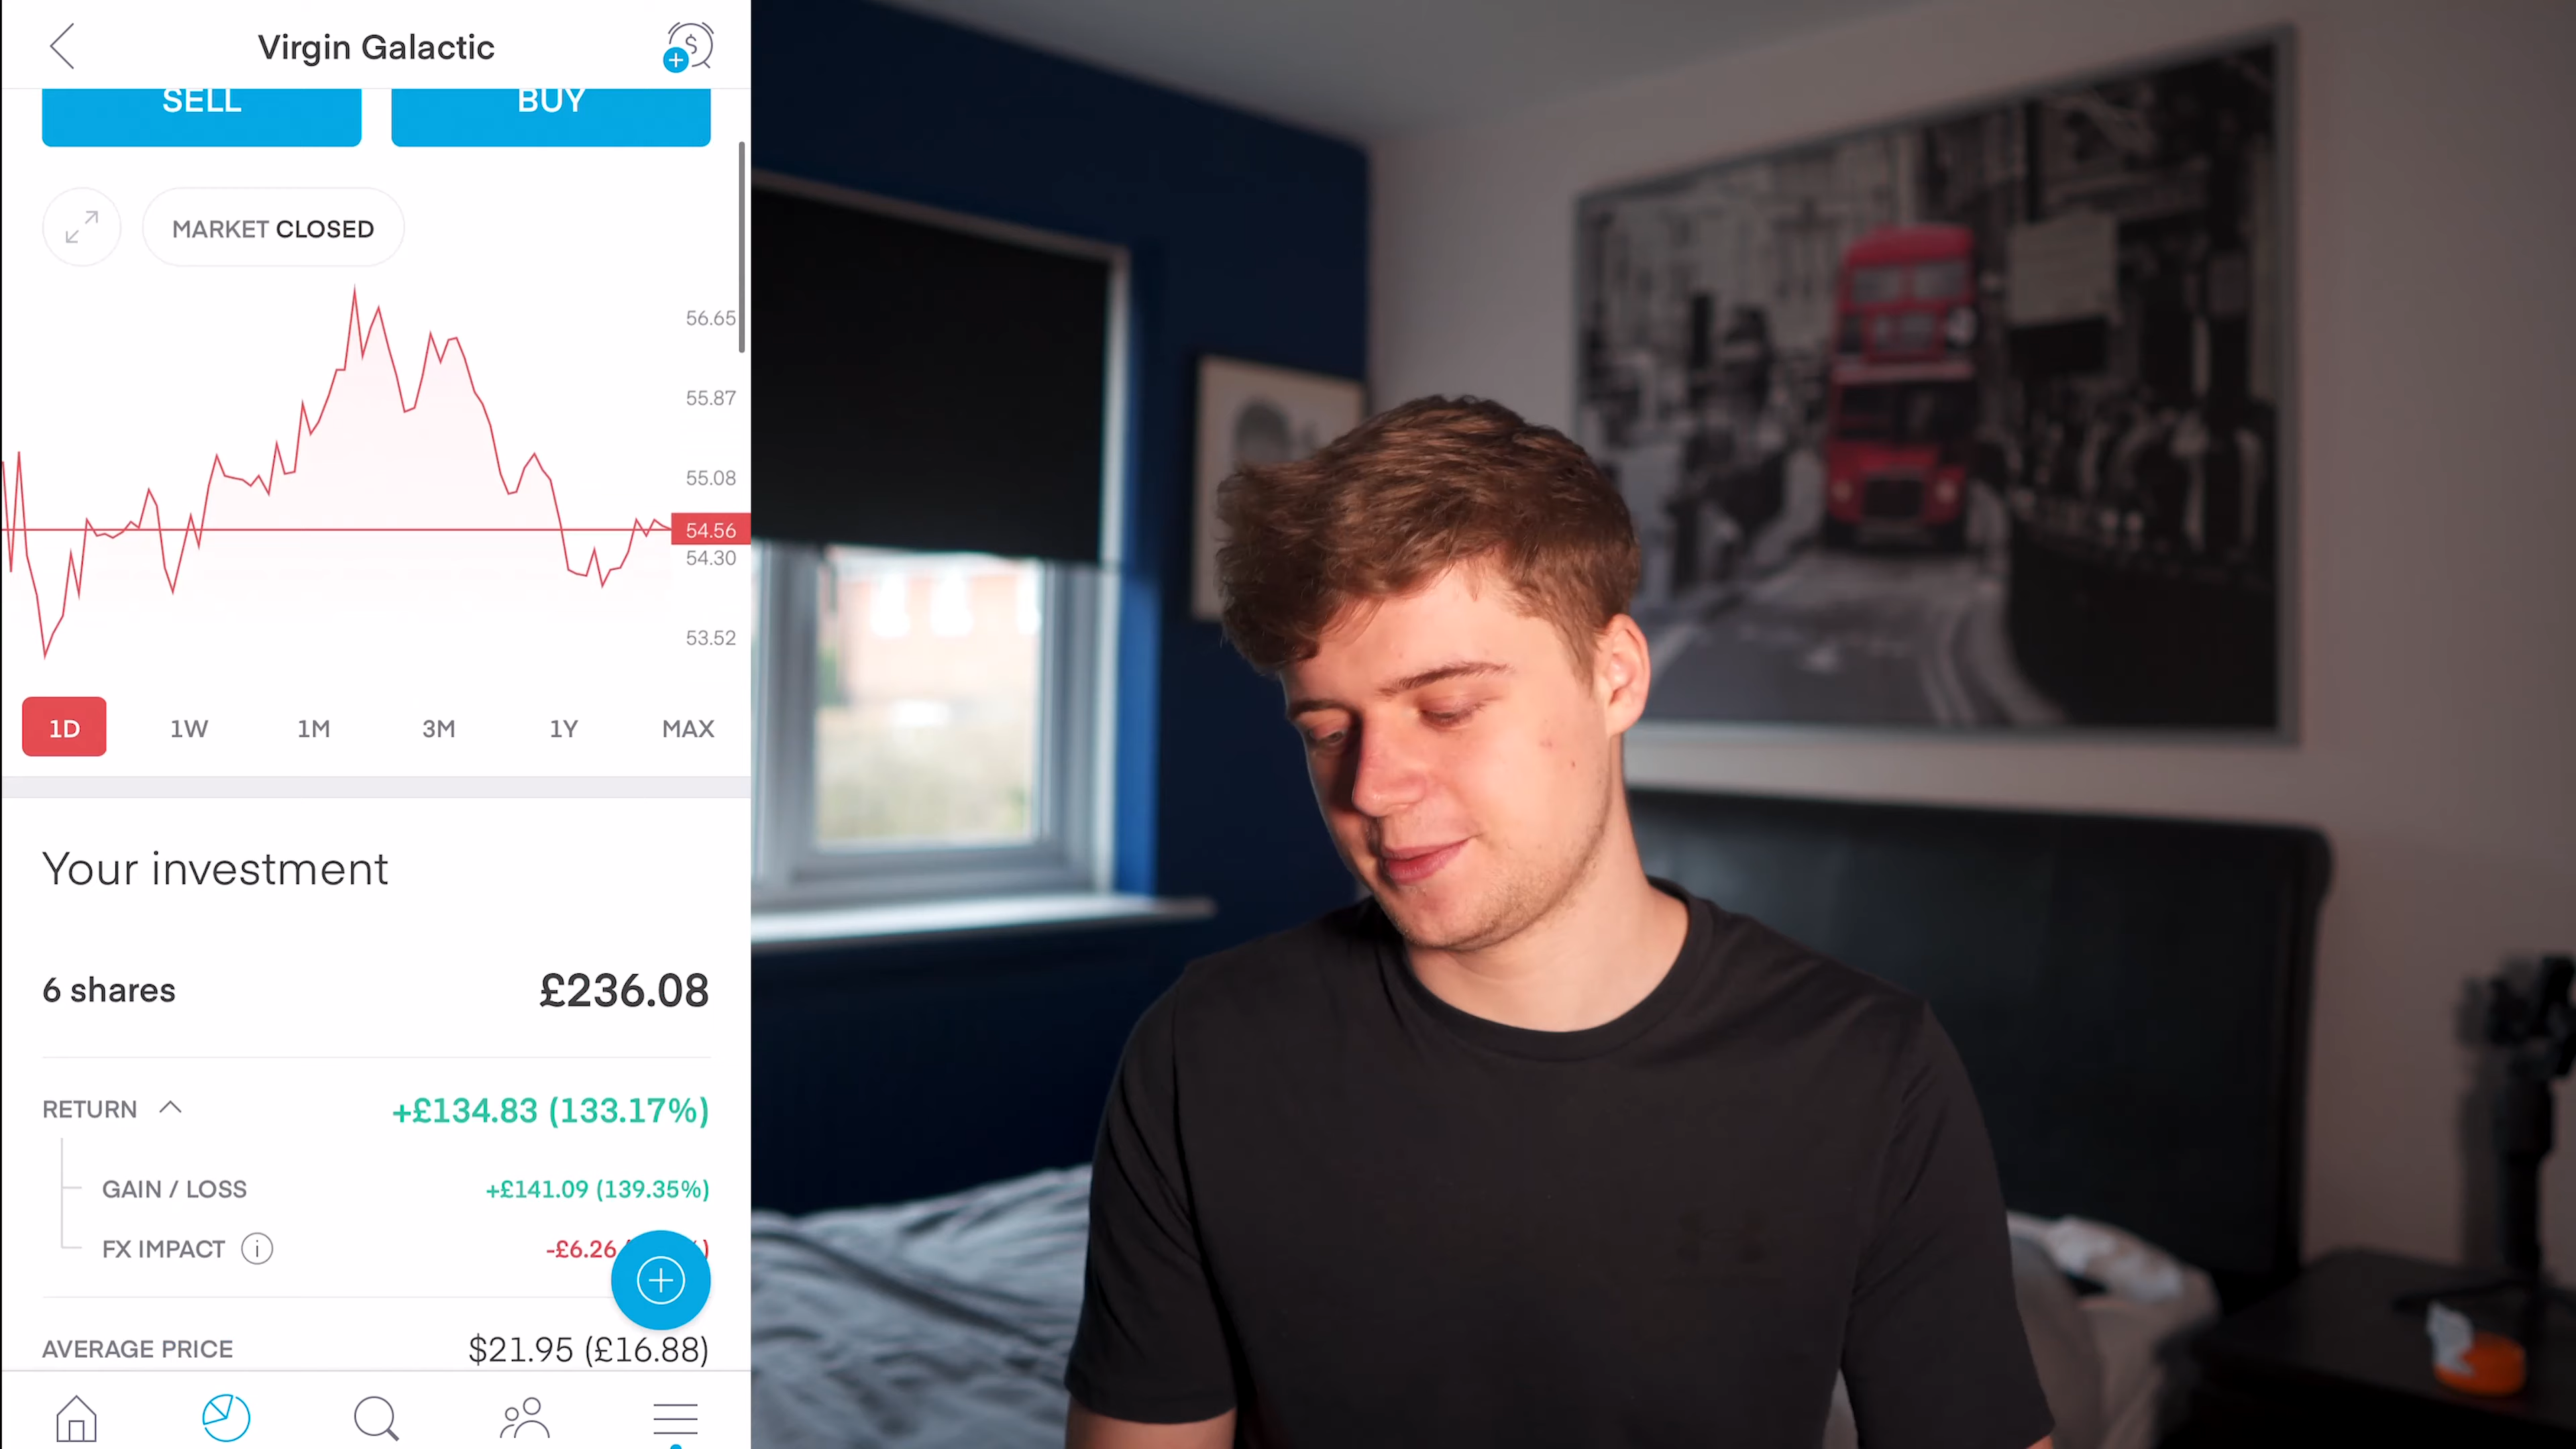 Virgin Galactic
$
SELL
BUY
MARKET CLOSED
56.65
55.87
55.08
54.56
54.30
53.52
1D 1W 1M 3M 1Y MAX
Your investment
6 shares £236.08
RETURN +£134.83 (133.17%)
GAIN / LOSS +£141.09 (139.35%)
FX IMPACT i -£6.26
AVERAGE PRICE $21.95 (£16.88)